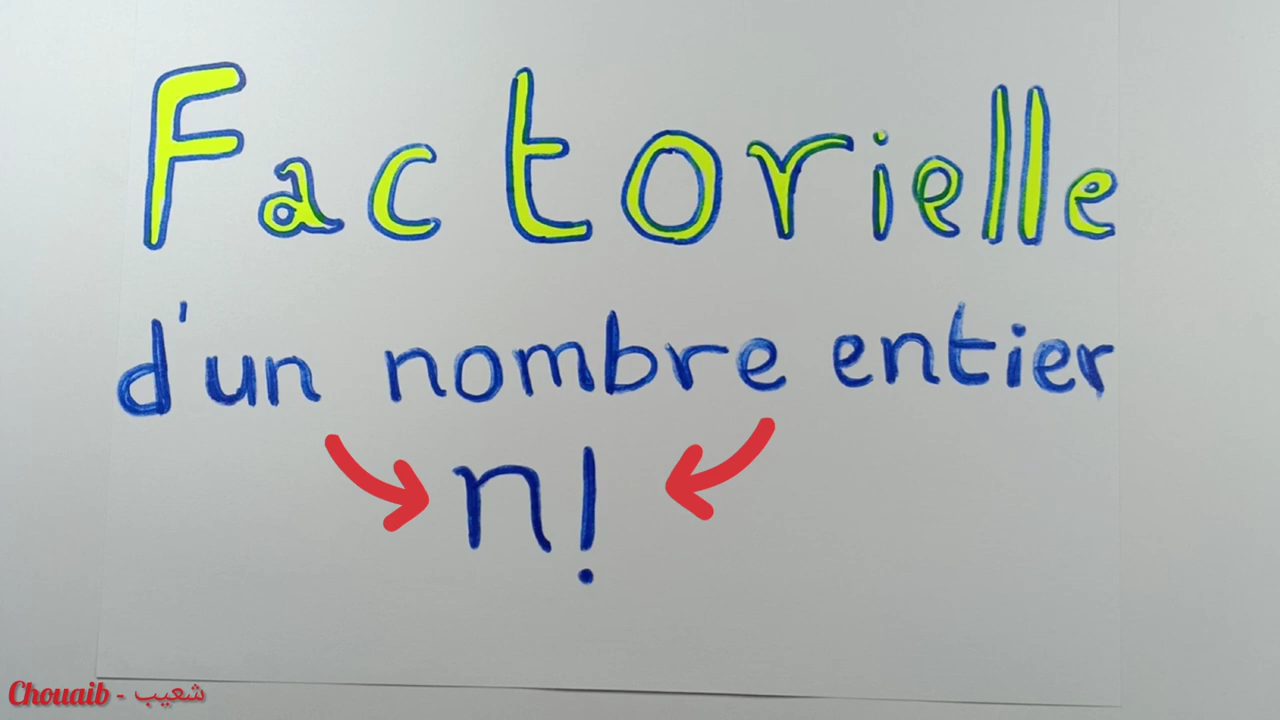 Factorielle
d'un nombre entier
n!
Chouaib - شعيب